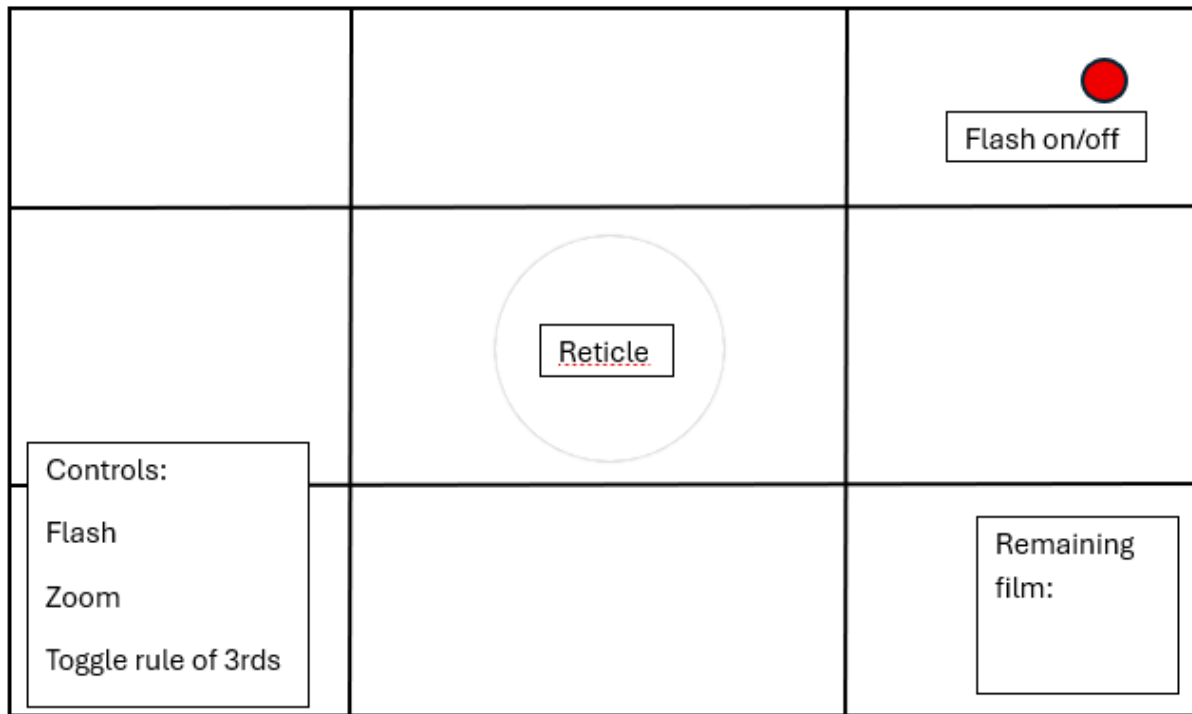 Flash on/off
Reticle
Controls:
Flash
Zoom
Toggle rule of 3rds
Remaining
film: